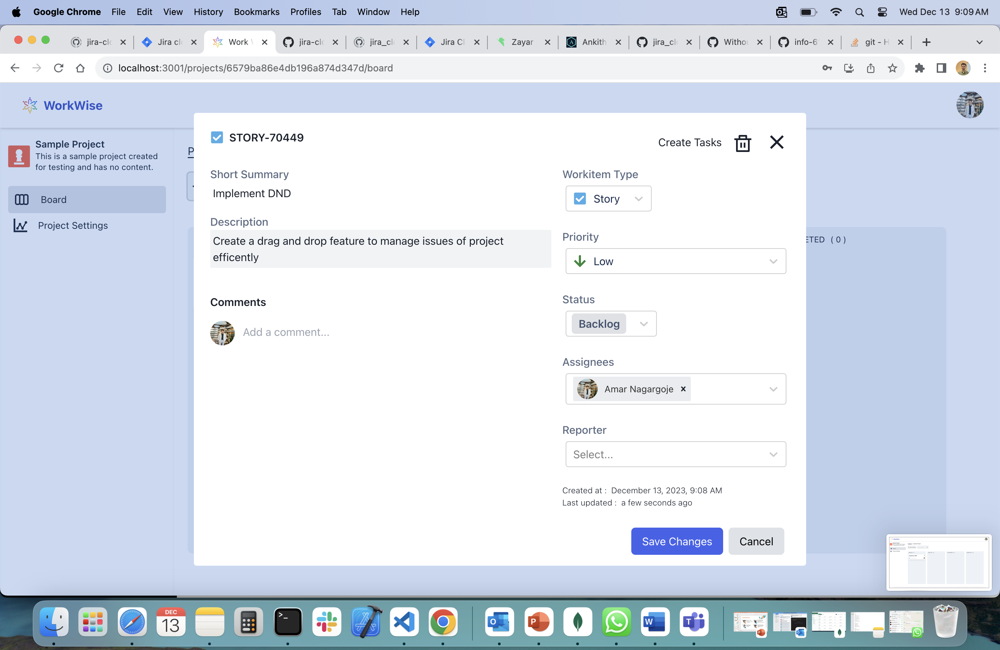 Google Chrome File Edit View History Bookmarks Profiles Tab Window Help Wed Dec 13 9:09 AM
jira-clo Jira cl Work jira-clo jira_cl Jira Cl Zayar Ankith jira_cl Witho info-6 git - H
localhost:3001/projects/6579ba86e4db196a874d347d/board
WorkWise
Sample Project
This is a sample project created
for testing and has no content.
Board
Project Settings
P
ETED ( 0 )
STORY-70449
Create Tasks
Short Summary
Implement DND
Description
Create a drag and drop feature to manage issues of project
efficently
Comments
Add a comment...
Workitem Type
Story
Priority
Low
Status
Backlog
Assignees
Amar Nagargoje
Reporter
Select...
Created at : December 13, 2023, 9:08 AM
Last updated : a few seconds ago
Save Changes Cancel
DEC
13